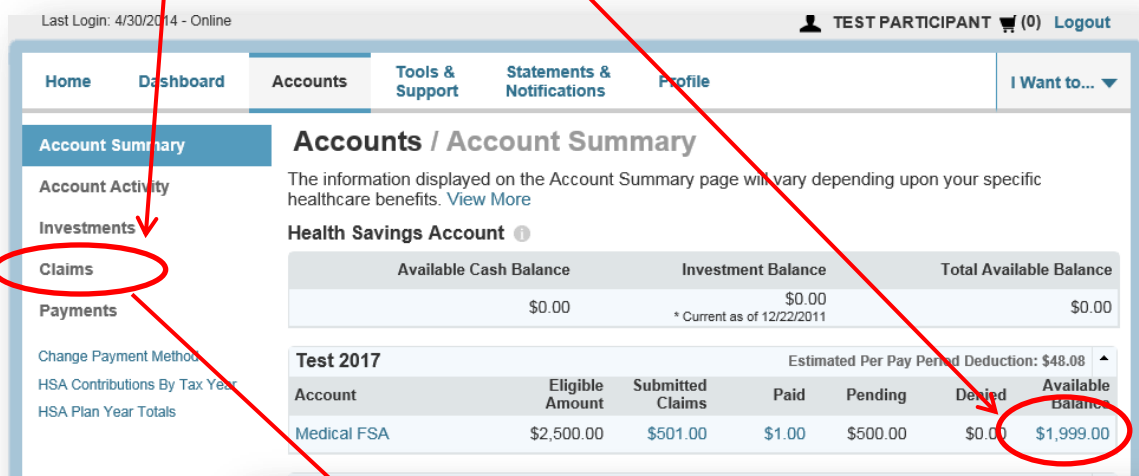 Last Login: 4/30/2014 - Online
TEST PARTICIPANT (0) Logout
Home Dashboard Accounts Tools & Support Statements & Notifications Profile I Want to...
Account Summary
Account Activity
Investments
Claims
Payments
Change Payment Method
HSA Contributions By Tax Year
HSA Plan Year Totals
Accounts / Account Summary
The information displayed on the Account Summary page will vary depending upon your specific
healthcare benefits. View More
Health Savings Account
Available Cash Balance Investment Balance Total Available Balance
$0.00 $0.00 $0.00
* Current as of 12/22/2011
Test 2017 Estimated Per Pay Period Deduction: $48.08
Account Eligible Amount Submitted Claims Paid Pending Denied Available Balance
Medical FSA $2,500.00 $501.00 $1.00 $500.00 $0.00 $1,999.00